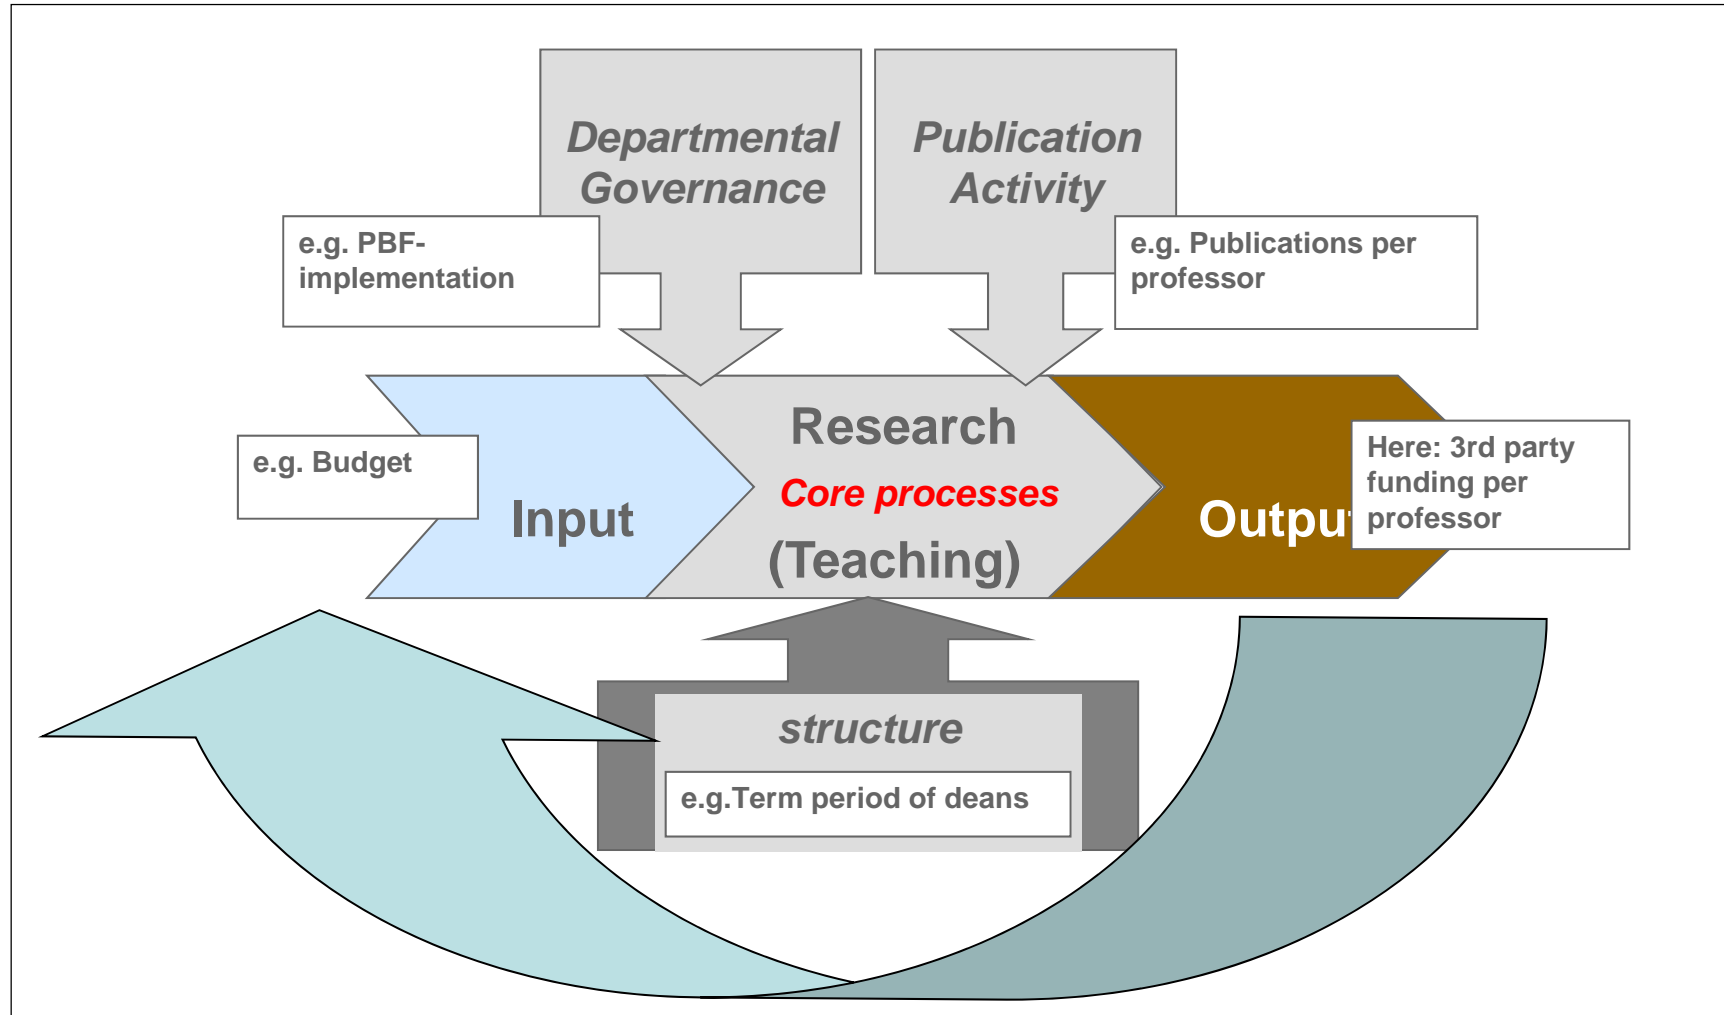 Departmental
Governance
Publication
Activity
e.g. PBF-
implementation
e.g. Publications per
professor
e.g. Budget
Input
Research
Core processes
(Teaching)
Output
Here: 3rd party
funding per
professor
structure
e.g.Term period of deans